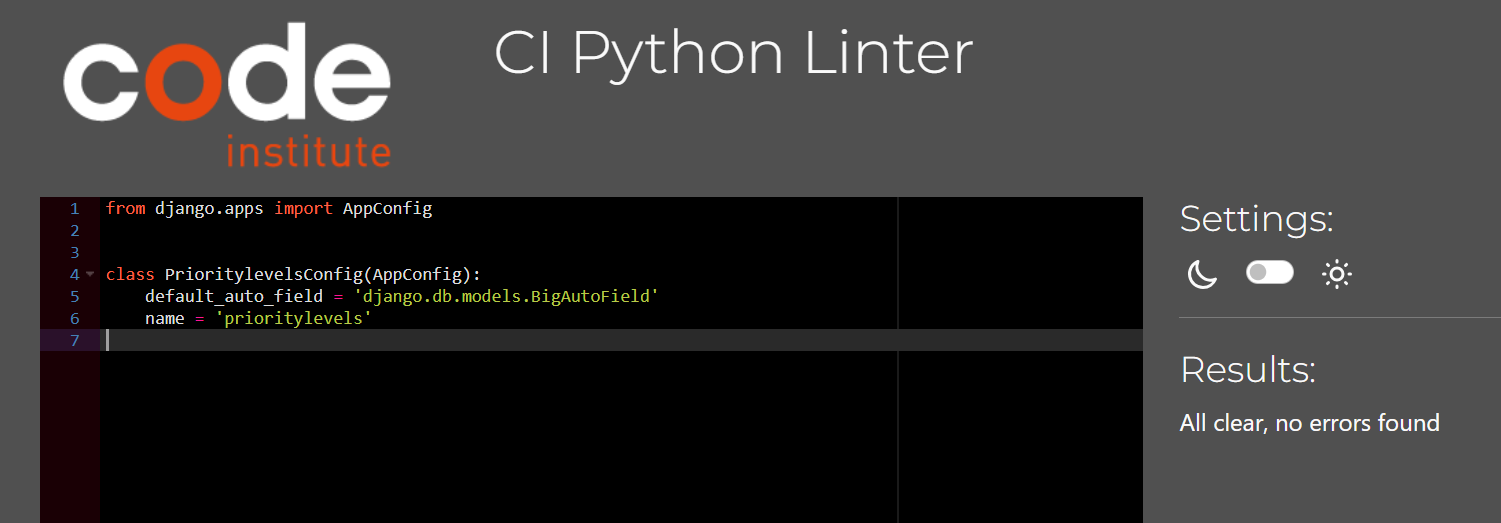 code
institute
CI Python Linter
1 from django.apps import AppConfig
2
3
4 class PrioritylevelsConfig(AppConfig):
5     default_auto_field = 'django.db.models.BigAutoField'
6     name = 'prioritylevels'
7
Settings:
Results:
All clear, no errors found